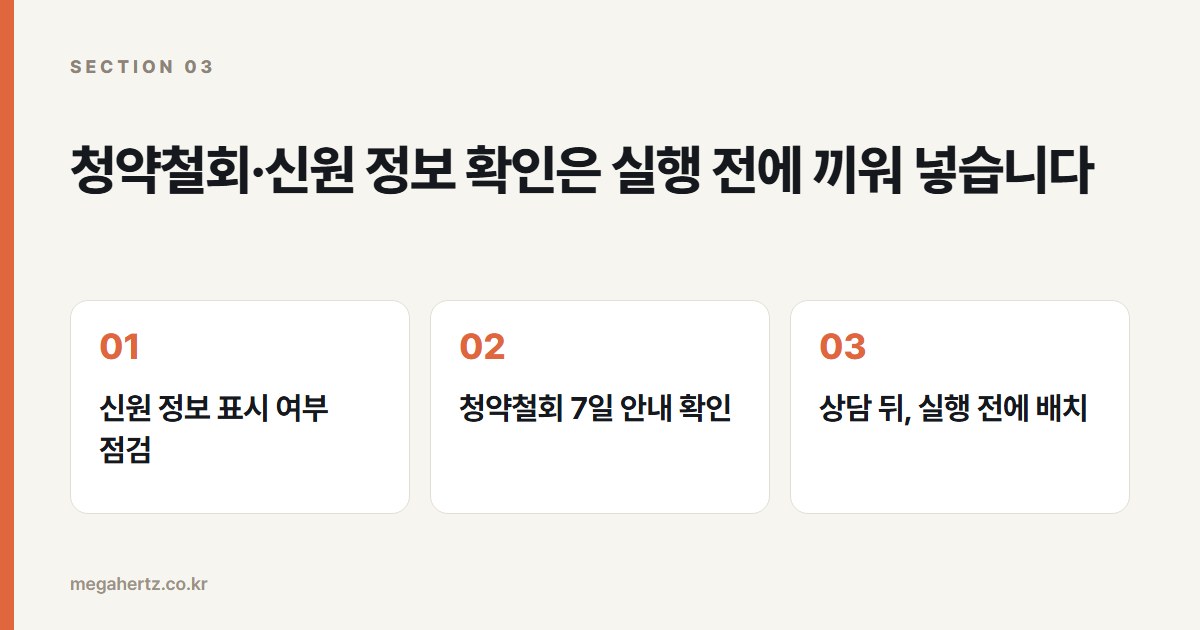 SECTION 03
청약철회·신원 정보 확인은 실행 전에 끼워 넣습니다
01
신원 정보 표시 여부
점검
02
청약철회 7일 안내 확인
03
상담 뒤, 실행 전에 배치
megahertz.co.kr